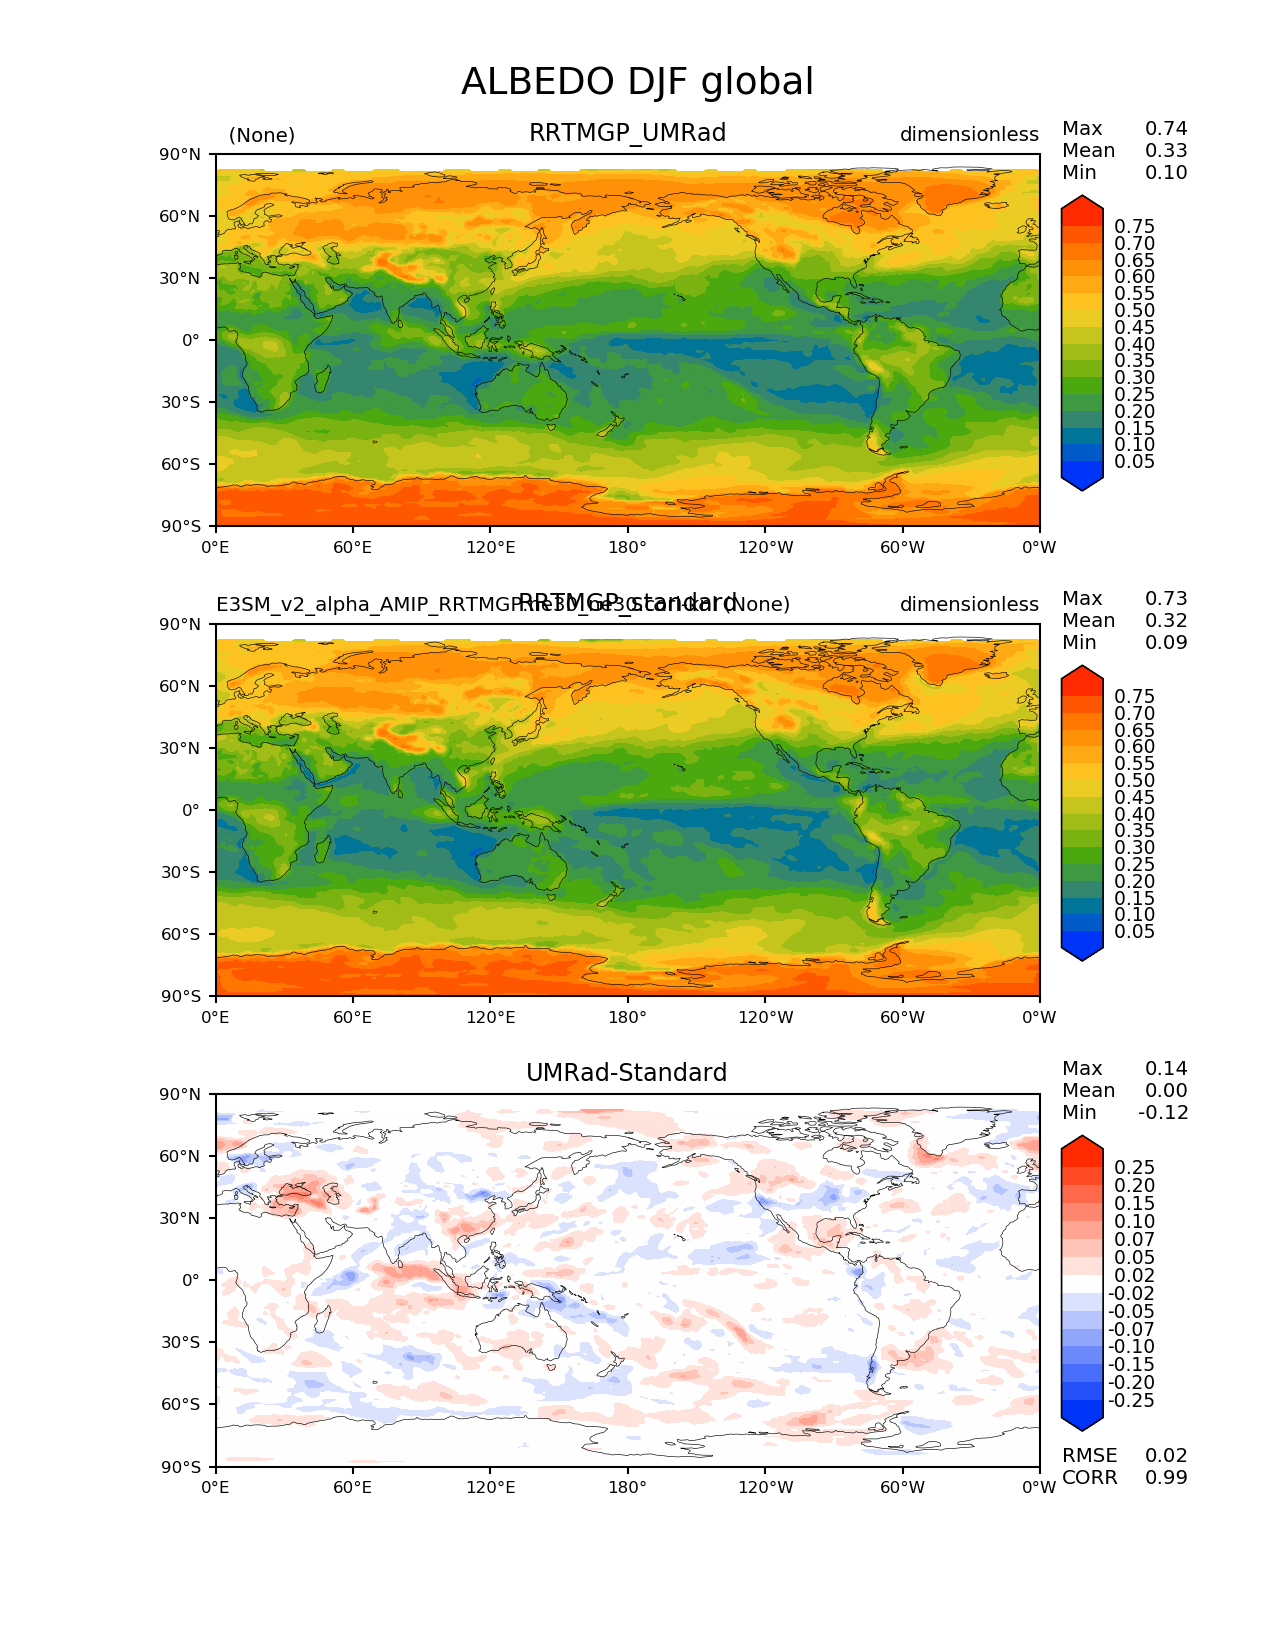 ALBEDO DJF global
(None) RRTMGP_UMRad dimensionless
Max 0.74
Mean 0.33
Min 0.10
90°N
60°N
30°N
0°
30°S
60°S
90°S
0°E 60°E 120°E 180° 120°W 60°W 0°W
0.75
0.70
0.65
0.60
0.55
0.50
0.45
0.40
0.35
0.30
0.25
0.20
0.15
0.10
0.05
E3SM_v2_alpha_AMIP_RRTMGP (None) RRTMGP_standard dimensionless
Max 0.73
Mean 0.32
Min 0.09
90°N
60°N
30°N
0°
30°S
60°S
90°S
0°E 60°E 120°E 180° 120°W 60°W 0°W
0.75
0.70
0.65
0.60
0.55
0.50
0.45
0.40
0.35
0.30
0.25
0.20
0.15
0.10
0.05
UMRad-Standard
Max 0.14
Mean 0.00
Min -0.12
90°N
60°N
30°N
0°
30°S
60°S
90°S
0°E 60°E 120°E 180° 120°W 60°W 0°W
0.25
0.20
0.15
0.10
0.07
0.05
0.02
-0.02
-0.05
-0.07
-0.10
-0.15
-0.20
-0.25
RMSE 0.02
CORR 0.99